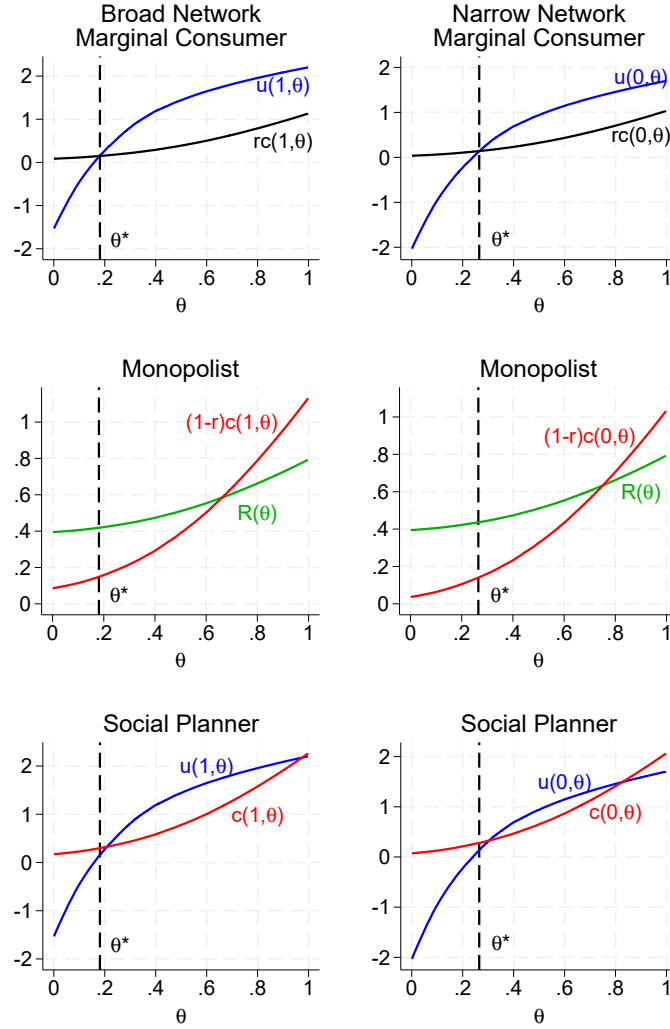 Broad Network
Marginal Consumer
2
1
0
-1
-2
u(1,θ)
rc(1,θ)
θ*
0 .2 .4 .6 .8 1
θ
Narrow Network
Marginal Consumer
2
1
0
-1
-2
u(0,θ)
rc(0,θ)
θ*
0 .2 .4 .6 .8 1
θ
Monopolist
1
.8
.6
.4
.2
0
(1-r)c(1,θ)
R(θ)
θ*
0 .2 .4 .6 .8 1
θ
Monopolist
1
.8
.6
.4
.2
0
(1-r)c(0,θ)
R(θ)
θ*
0 .2 .4 .6 .8 1
θ
Social Planner
2
1
0
-1
-2
u(1,θ)
c(1,θ)
θ*
0 .2 .4 .6 .8 1
θ
Social Planner
2
1
0
-1
-2
u(0,θ)
c(0,θ)
θ*
0 .2 .4 .6 .8 1
θ